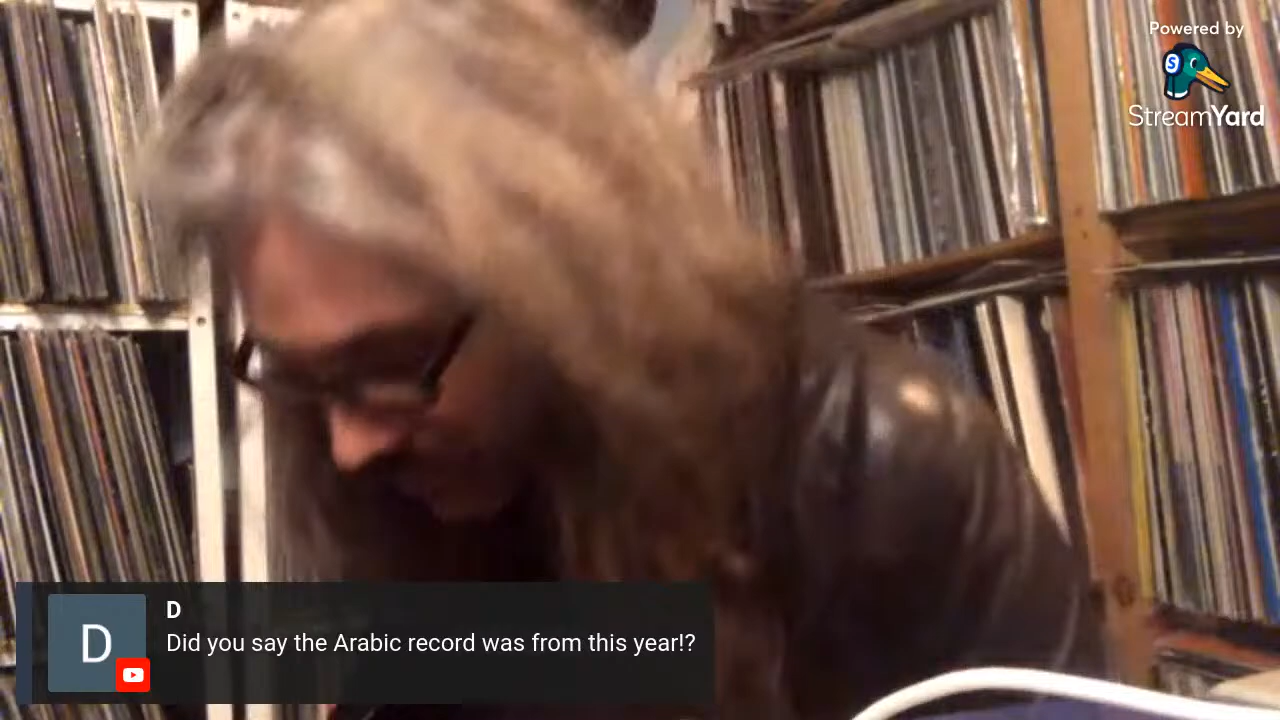 Powered by
S
StreamYard
D
D
Did you say the Arabic record was from this year!?